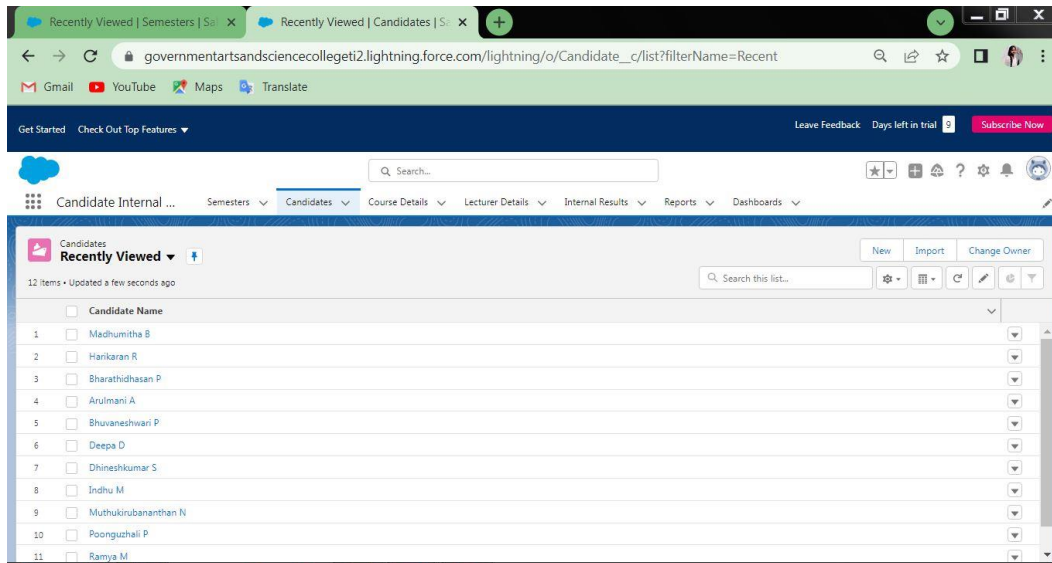 Recently Viewed | Semesters | Sal
Recently Viewed | Candidates | Sa
governmentartsandsciencecollegeti2.lightning.force.com/lightning/o/Candidate__c/list?filterName=Recent
Gmail YouTube Maps Translate
Get Started Check Out Top Features Leave Feedback Days left in trial 9 Subscribe Now
Search...
Candidate Internal ... Semesters Candidates Course Details Lecturer Details Internal Results Reports Dashboards
Candidates
Recently Viewed
New Import Change Owner
12 items • Updated a few seconds ago
Search this list...
Candidate Name
1 Madhumitha B
2 Harikaran R
3 Bharathidhasan P
4 Arulmani A
5 Bhuvaneshwari P
6 Deepa D
7 Dhineshkumar S
8 Indhu M
9 Muthukirubananthan N
10 Poonguzhali P
11 Ramya M